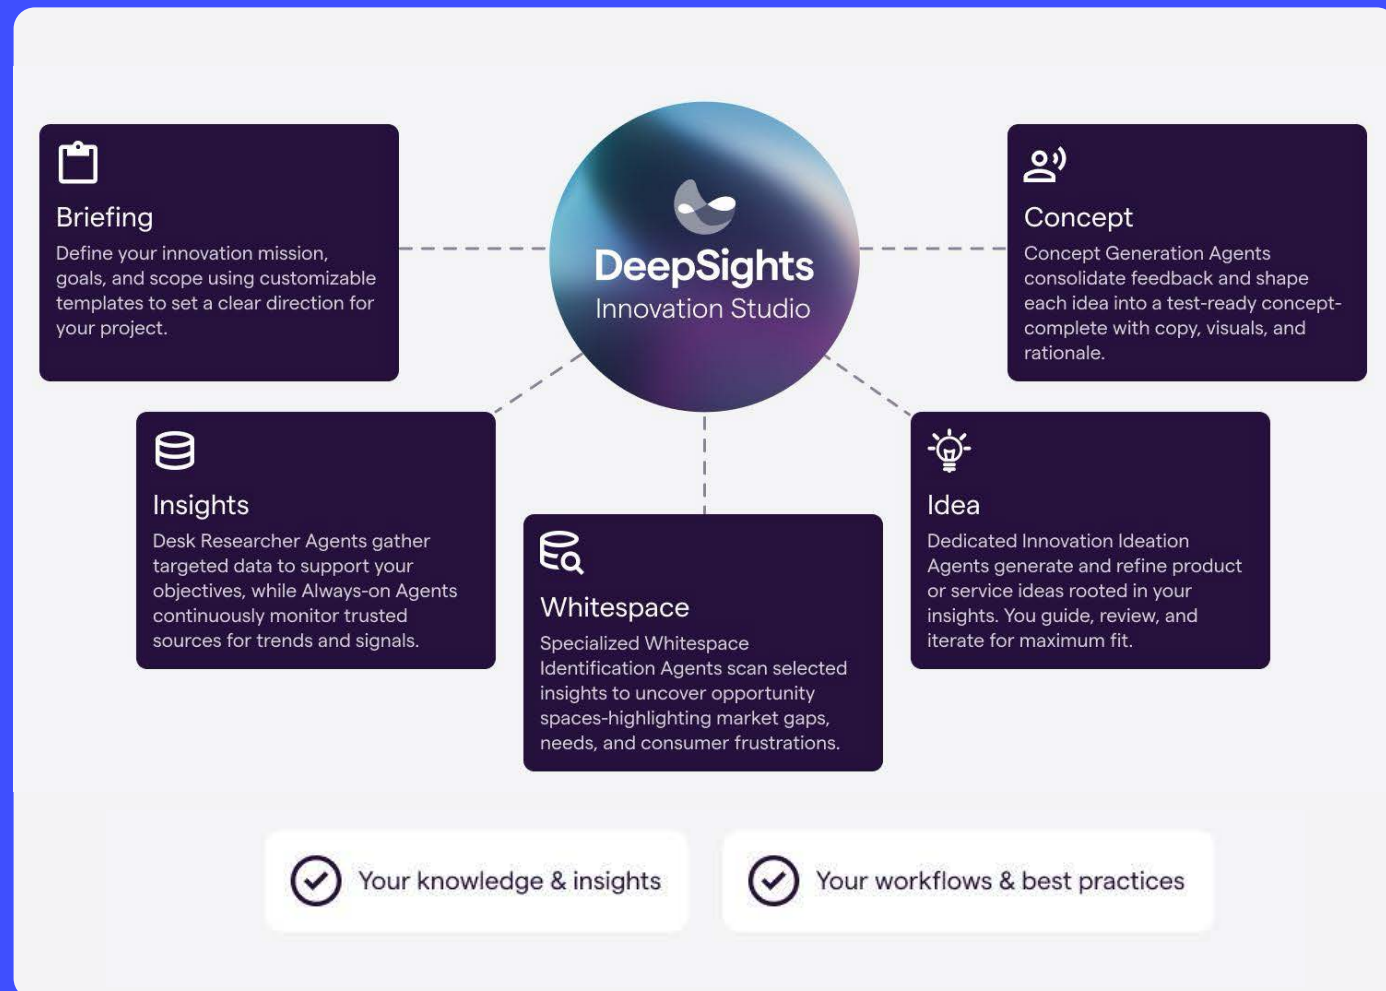 Briefing
Define your innovation mission,
goals, and scope using customizable
templates to set a clear direction for
your project.
DeepSights
Innovation Studio
Concept
Concept Generation Agents
consolidate feedback and shape
each idea into a test-ready concept-
complete with copy, visuals, and
rationale.
Insights
Desk Researcher Agents gather
targeted data to support your
objectives, while Always-on Agents
continuously monitor trusted
sources for trends and signals.
Whitespace
Specialized Whitespace
Identification Agents scan selected
insights to uncover opportunity
spaces-highlighting market gaps,
needs, and consumer frustrations.
Idea
Dedicated Innovation Ideation
Agents generate and refine product
or service ideas rooted in your
insights. You guide, review, and
iterate for maximum fit.
Your knowledge & insights
Your workflows & best practices